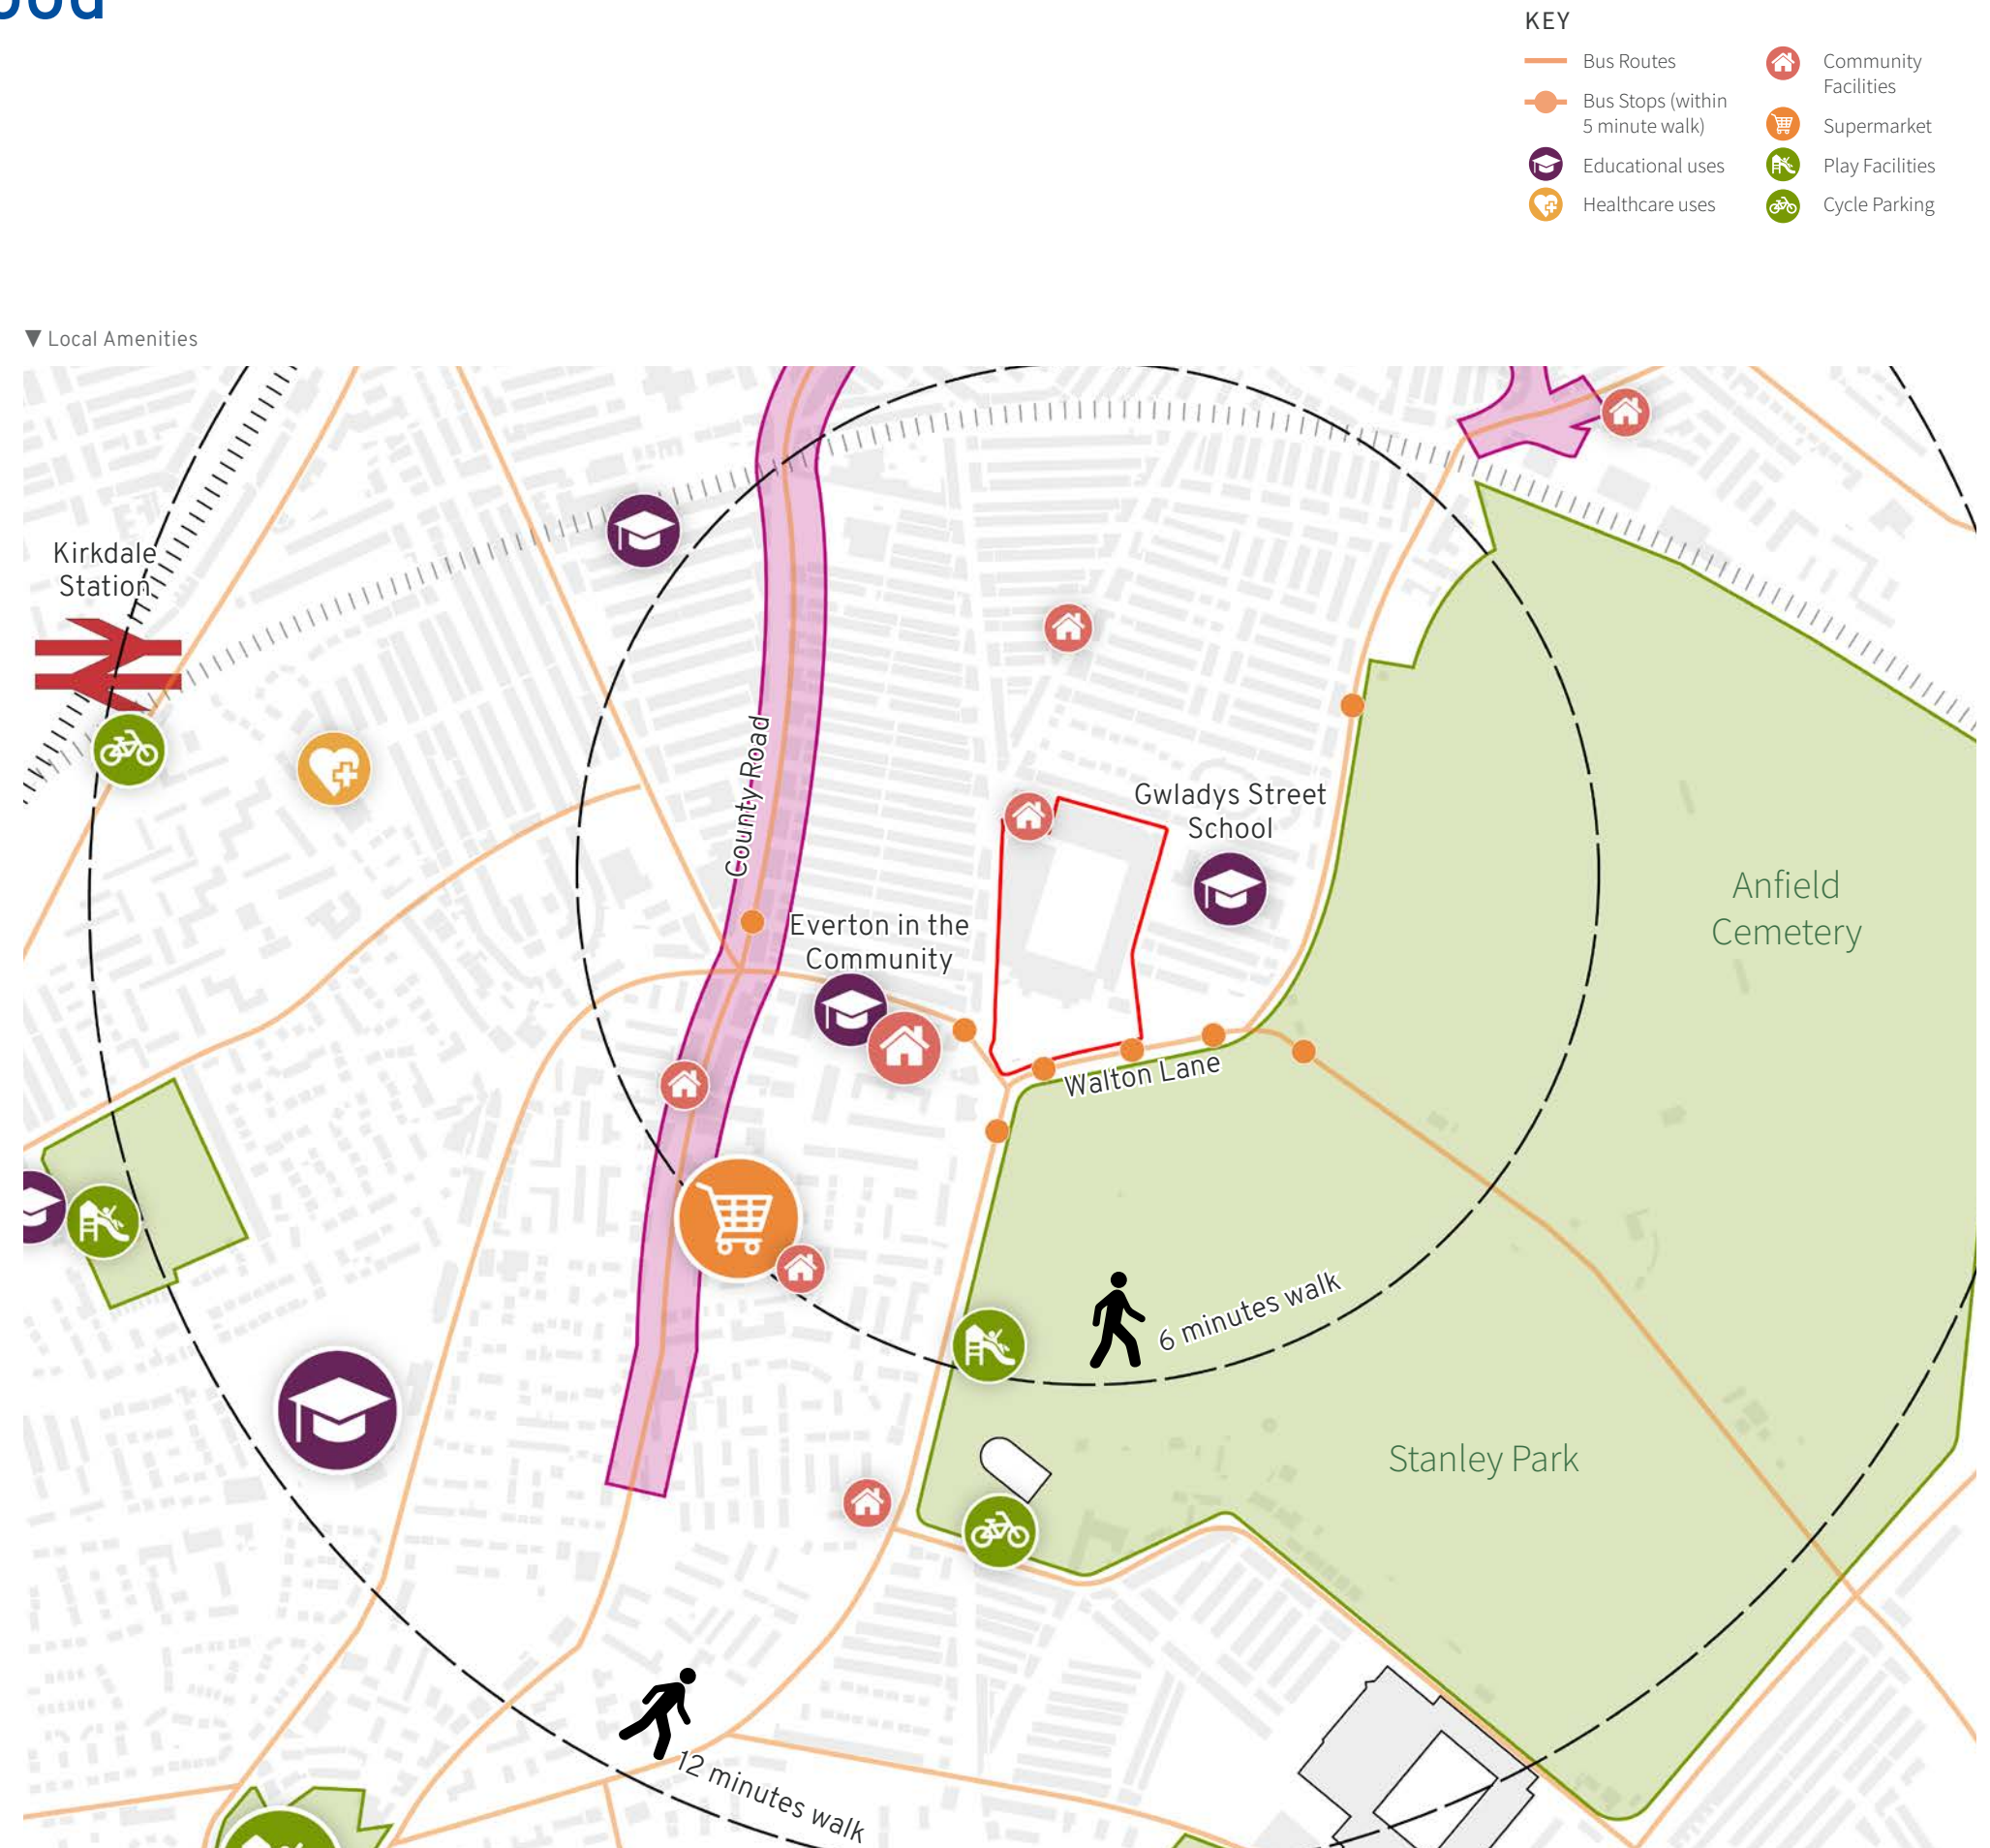 KEY
Bus Routes
Bus Stops (within
5 minute walk)
Educational uses
Healthcare uses
Community
Facilities
Supermarket
Play Facilities
Cycle Parking
▼ Local Amenities
Kirkdale
Station
County Road
Gwladys Street
School
Everton in the
Community
Walton Lane
Anfield
Cemetery
6 minutes walk
Stanley Park
12 minutes walk